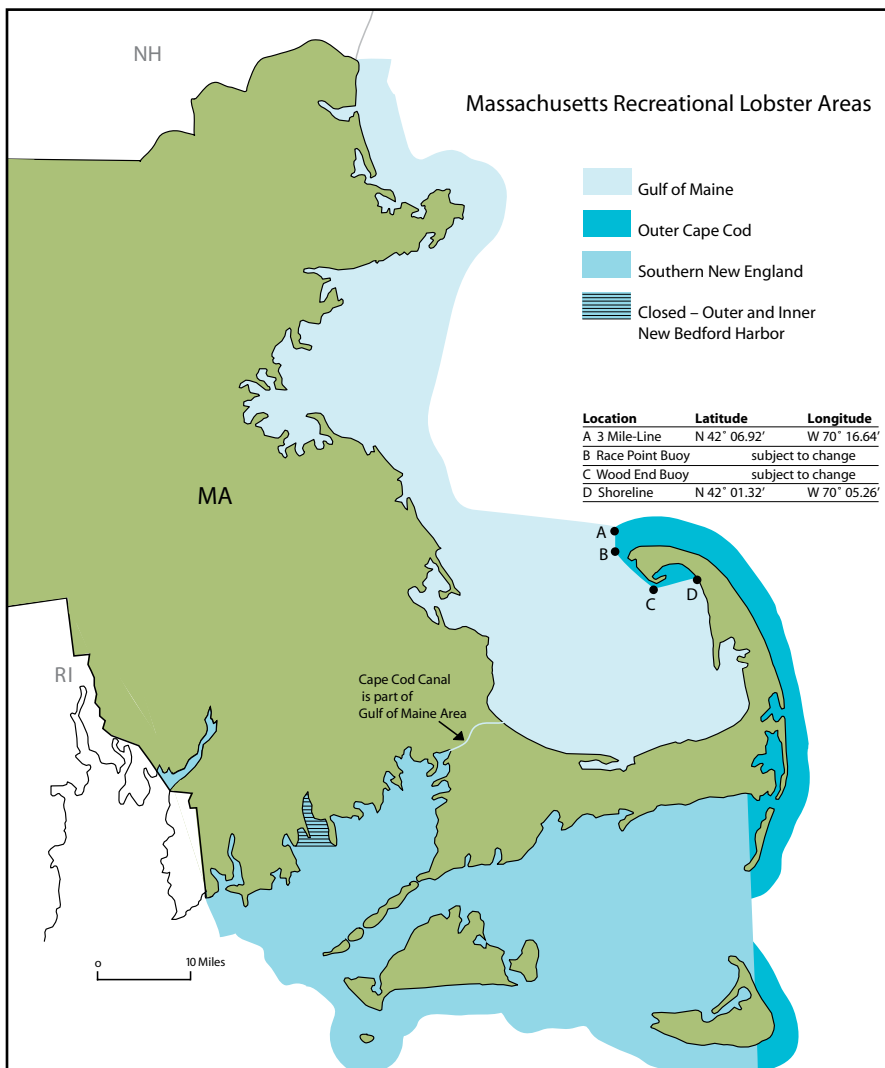 NH
Massachusetts Recreational Lobster Areas
Gulf of Maine
Outer Cape Cod
Southern New England
Closed – Outer and Inner
New Bedford Harbor
Location Latitude Longitude
A 3 Mile-Line N 42˚ 06.92′ W 70˚ 16.64′
B Race Point Buoy subject to change
C Wood End Buoy subject to change
D Shoreline N 42˚ 01.32′ W 70˚ 05.26′
MA
A
B
C
D
RI
Cape Cod Canal
is part of
Gulf of Maine Area
o 10 Miles